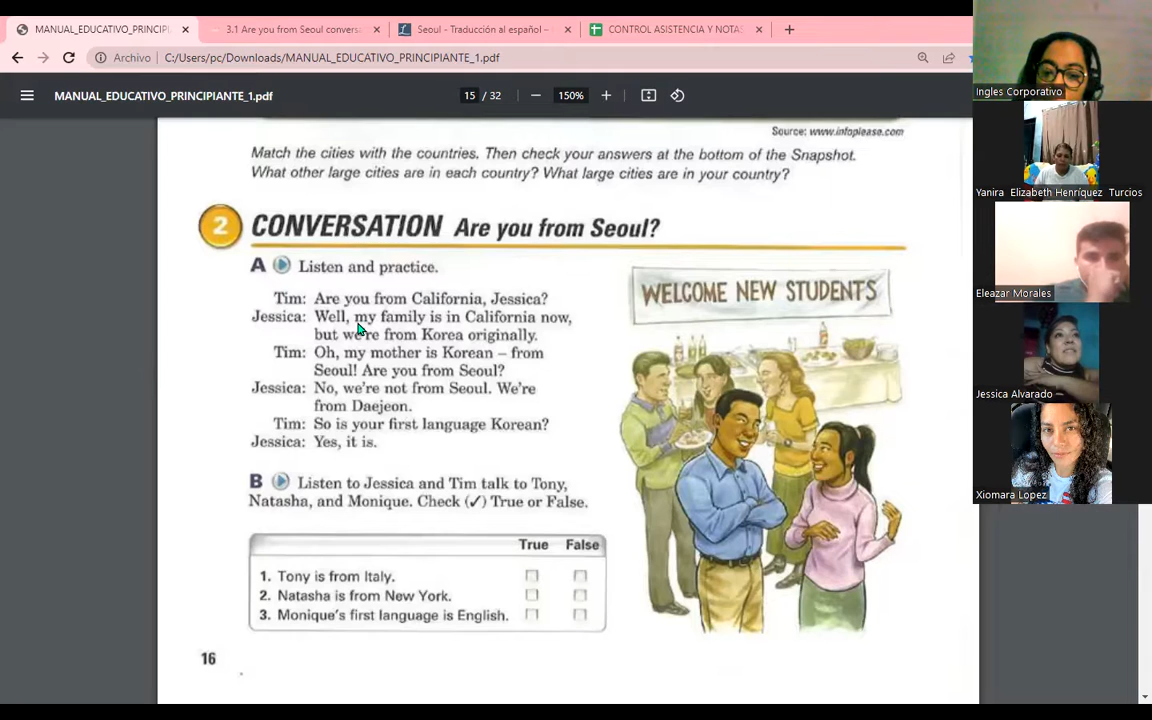 MANUAL_EDUCATIVO_PRINCIPI
3.1 Are you from Seoul convers
Seoul - Traducción al español –
CONTROL ASISTENCIA Y NOTAS
Archivo
C:/Users/pc/Downloads/MANUAL_EDUCATIVO_PRINCIPIANTE_1.pdf
MANUAL_EDUCATIVO_PRINCIPIANTE_1.pdf
15 / 32
150%
Source: www.infoplease.com
Match the cities with the countries. Then check your answers at the bottom of the Snapshot.
What other large cities are in each country? What large cities are in your country?
2 CONVERSATION Are you from Seoul?
A Listen and practice.
Tim: Are you from California, Jessica?
Jessica: Well, my family is in California now,
but we're from Korea originally.
Tim: Oh, my mother is Korean – from
Seoul! Are you from Seoul?
Jessica: No, we're not from Seoul. We're
from Daejeon.
Tim: So is your first language Korean?
Jessica: Yes, it is.
WELCOME NEW STUDENTS
B Listen to Jessica and Tim talk to Tony,
Natasha, and Monique. Check (✓) True or False.
True False
1. Tony is from Italy.
2. Natasha is from New York.
3. Monique's first language is English.
16
Ingles Corporativo
Yanira Elizabeth Henríquez Turcios
Eleazar Morales
Jessica Alvarado
Xiomara Lopez